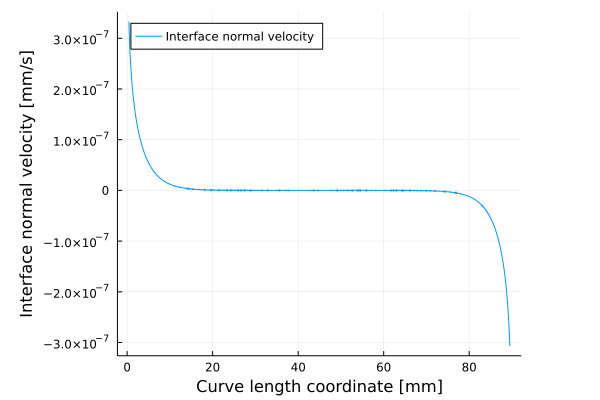 Interface normal velocity
Interface normal velocity [mm/s]
3.0×10⁻⁷
2.0×10⁻⁷
1.0×10⁻⁷
0
−1.0×10⁻⁷
−2.0×10⁻⁷
−3.0×10⁻⁷
0 20 40 60 80
Curve length coordinate [mm]